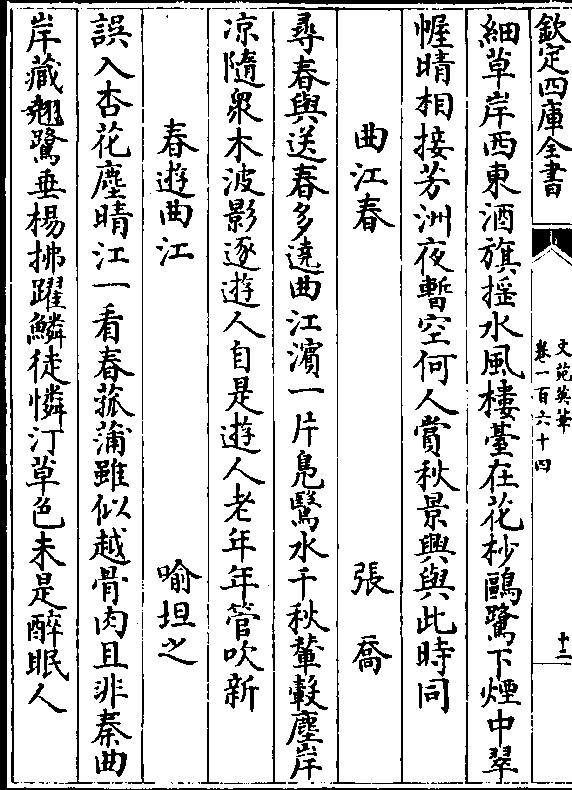 欽定四庫全書
文苑英華
卷一百六十四
十二
細草岸西東酒旗揺水風棲臺在花杪鷗鷺下煙中翠
幄晴相接芳洲夜暫空何人賞秋景興與此時同
曲江春
張喬
尋春與送春多遶曲江濵一片鳬鷖水千秋輦轂塵岸
凉隨衆木波影逐遊人自是遊人老年年管吹新
春遊曲江
喻坦之
誤入杏花塵晴江一看春菰蒲雖似越骨肉且非秦曲
岸藏翹鷺垂楊拂躍鱗徒憐汀草色未是醉眠人